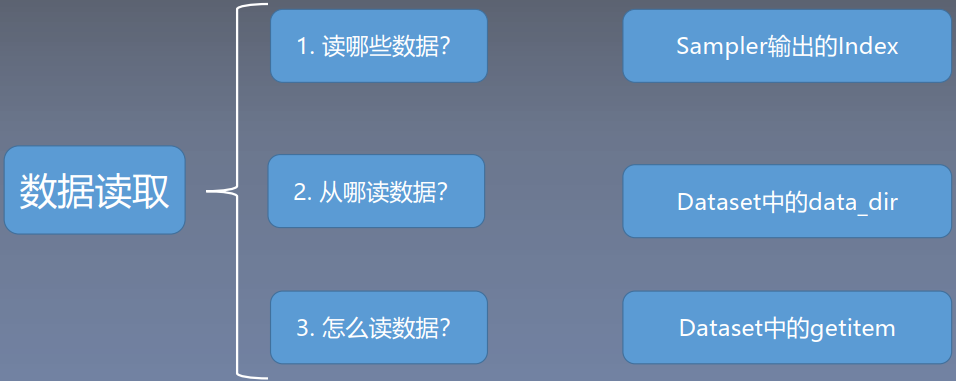 数据读取
1. 读哪些数据?
Sampler输出的Index
2. 从哪读数据?
Dataset中的data_dir
3. 怎么读数据?
Dataset中的getitem